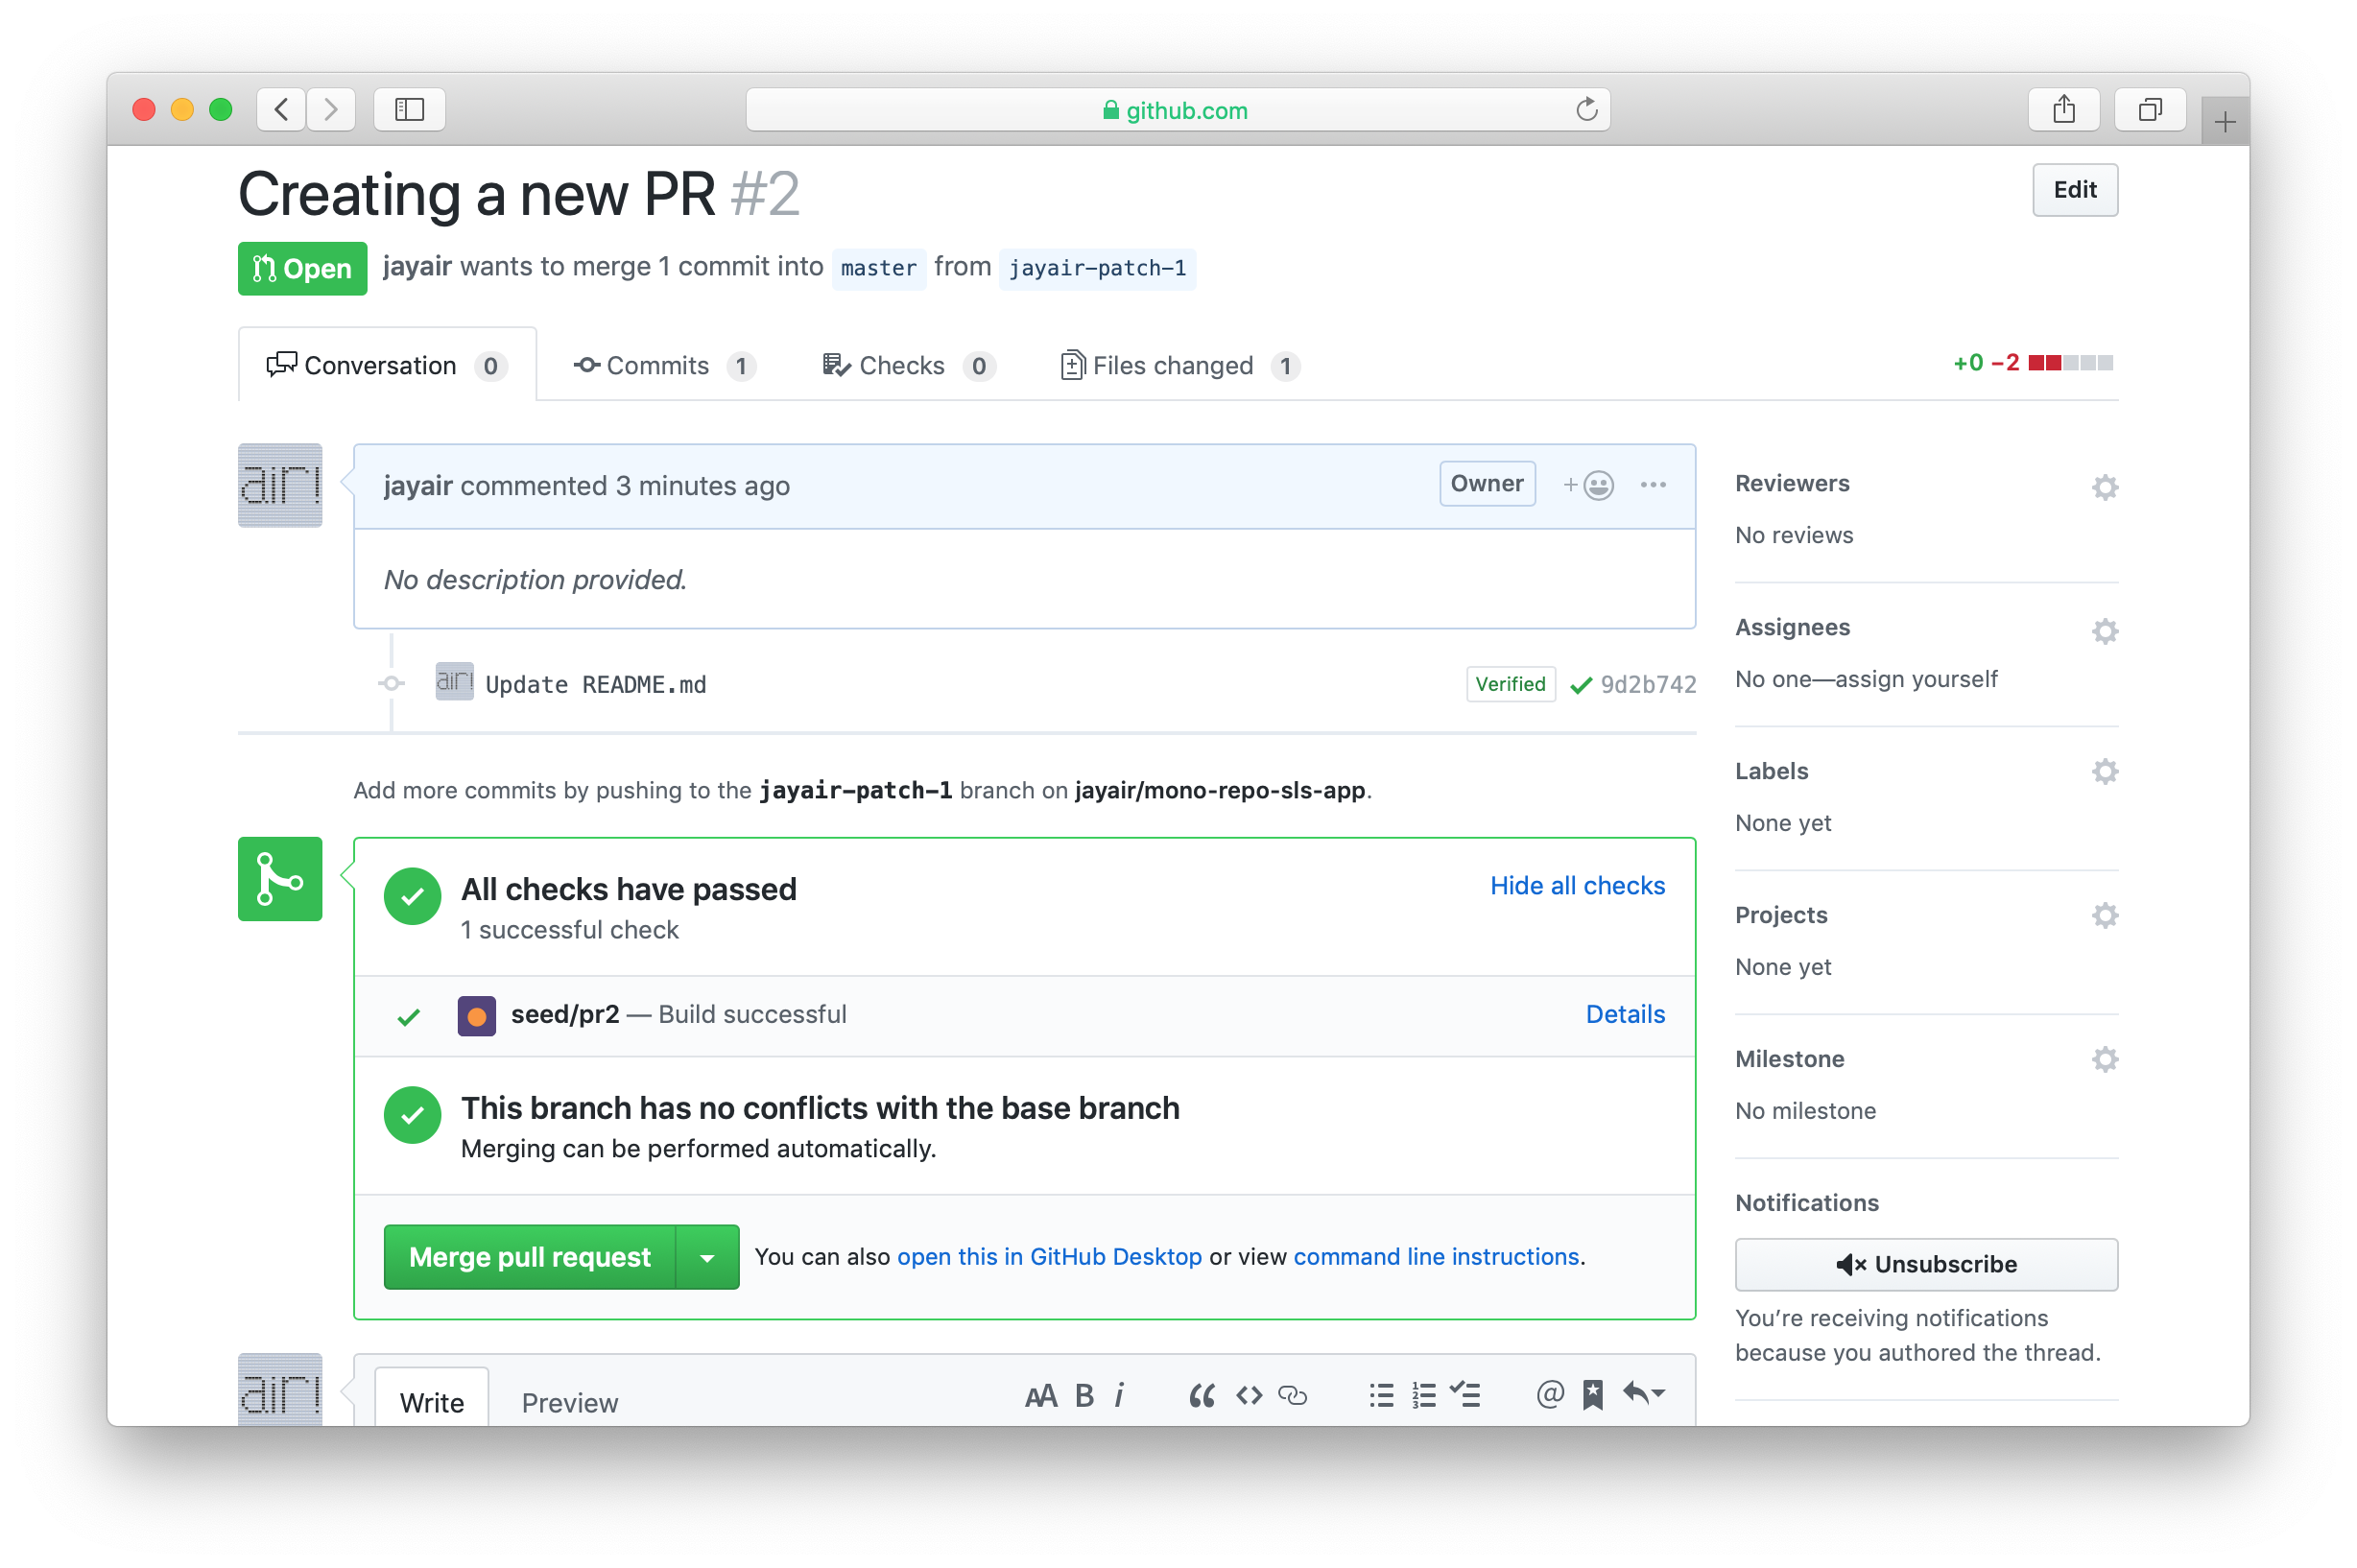 github.com
Creating a new PR #2
Edit
Open jayair wants to merge 1 commit into master from jayair-patch-1
Conversation 0 Commits 1 Checks 0 Files changed 1
+0 −2
air!
jayair commented 3 minutes ago
Owner
No description provided.
air! Update README.md
Verified 9d2b742
Add more commits by pushing to the jayair-patch-1 branch on jayair/mono-repo-sls-app.
All checks have passed
Hide all checks
1 successful check
seed/pr2 — Build successful
Details
This branch has no conflicts with the base branch
Merging can be performed automatically.
Merge pull request You can also open this in GitHub Desktop or view command line instructions.
air!
Write Preview
AA B i
Reviewers
No reviews
Assignees
No one—assign yourself
Labels
None yet
Projects
None yet
Milestone
No milestone
Notifications
Unsubscribe
You’re receiving notifications
because you authored the thread.